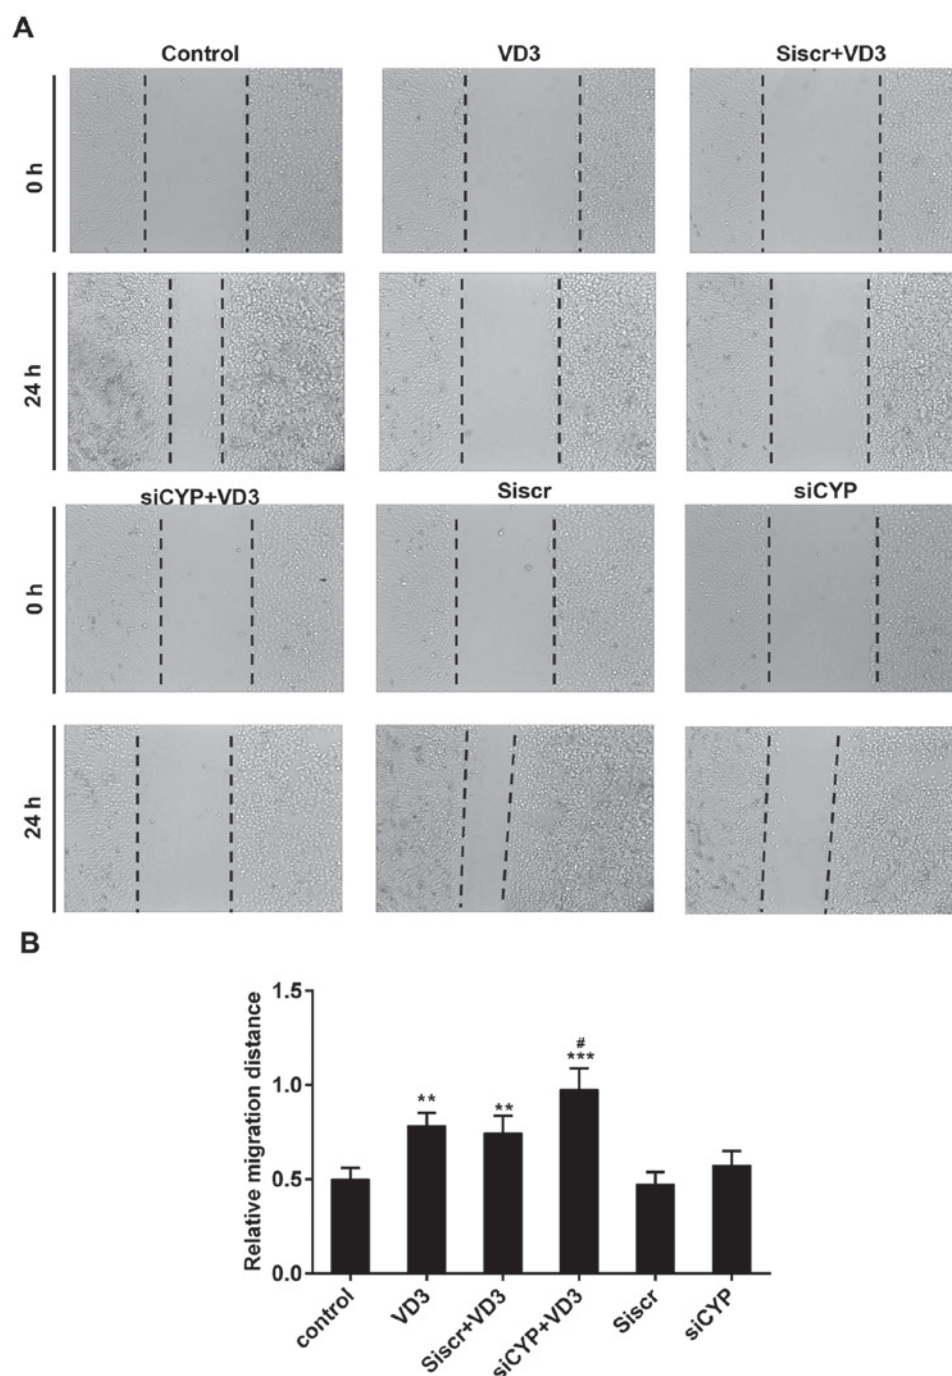 A
Control VD3 Siscr+VD3
0 h
24 h
siCYP+VD3 Siscr siCYP
0 h
24 h
B
Relative migration distance
1.5
1.0
0.5
0.0
**
**
#
***
control VD3 Siscr+VD3 siCYP+VD3 Siscr siCYP